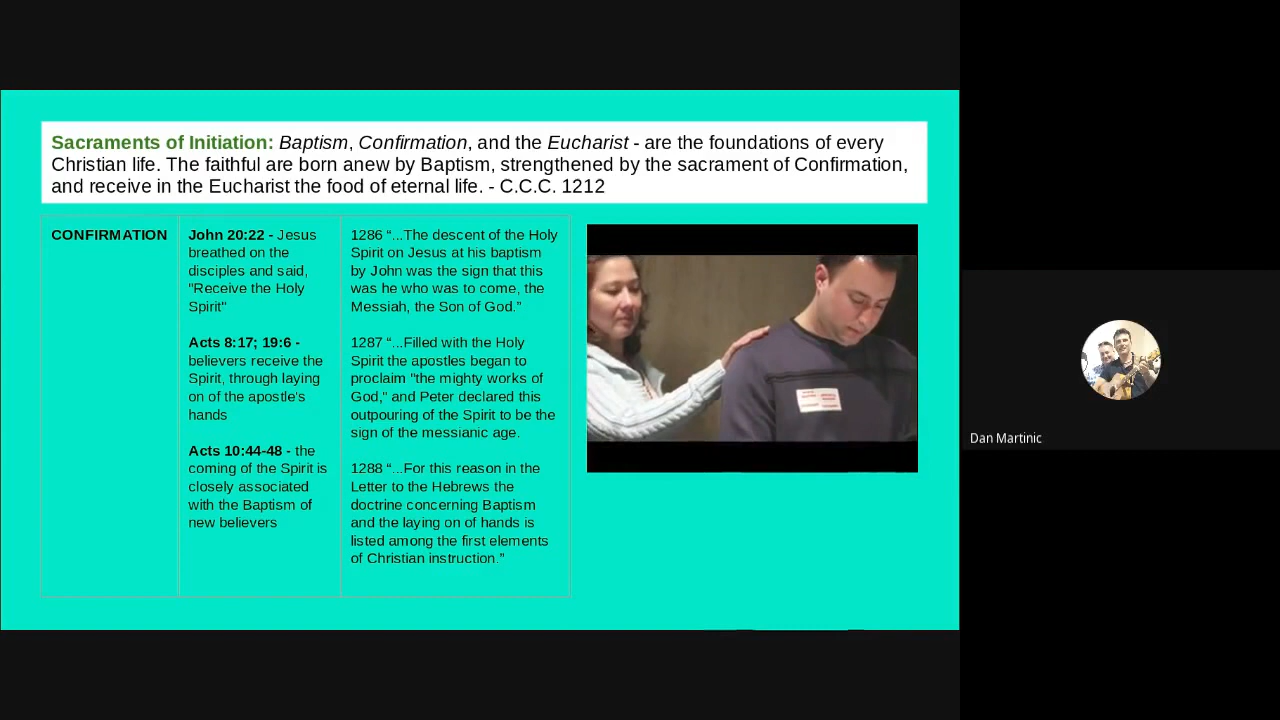 Sacraments of Initiation: Baptism, Confirmation, and the Eucharist - are the foundations of every
Christian life. The faithful are born anew by Baptism, strengthened by the sacrament of Confirmation,
and receive in the Eucharist the food of eternal life. - C.C.C. 1212
CONFIRMATION
John 20:22 - Jesus
breathed on the
disciples and said,
"Receive the Holy
Spirit"
Acts 8:17; 19:6 -
believers receive the
Spirit, through laying
on of the apostle's
hands
Acts 10:44-48 - the
coming of the Spirit is
closely associated
with the Baptism of
new believers
1286 “...The descent of the Holy
Spirit on Jesus at his baptism
by John was the sign that this
was he who was to come, the
Messiah, the Son of God.”
1287 “...Filled with the Holy
Spirit the apostles began to
proclaim "the mighty works of
God," and Peter declared this
outpouring of the Spirit to be the
sign of the messianic age.
1288 “...For this reason in the
Letter to the Hebrews the
doctrine concerning Baptism
and the laying on of hands is
listed among the first elements
of Christian instruction.”
Dan Martinic